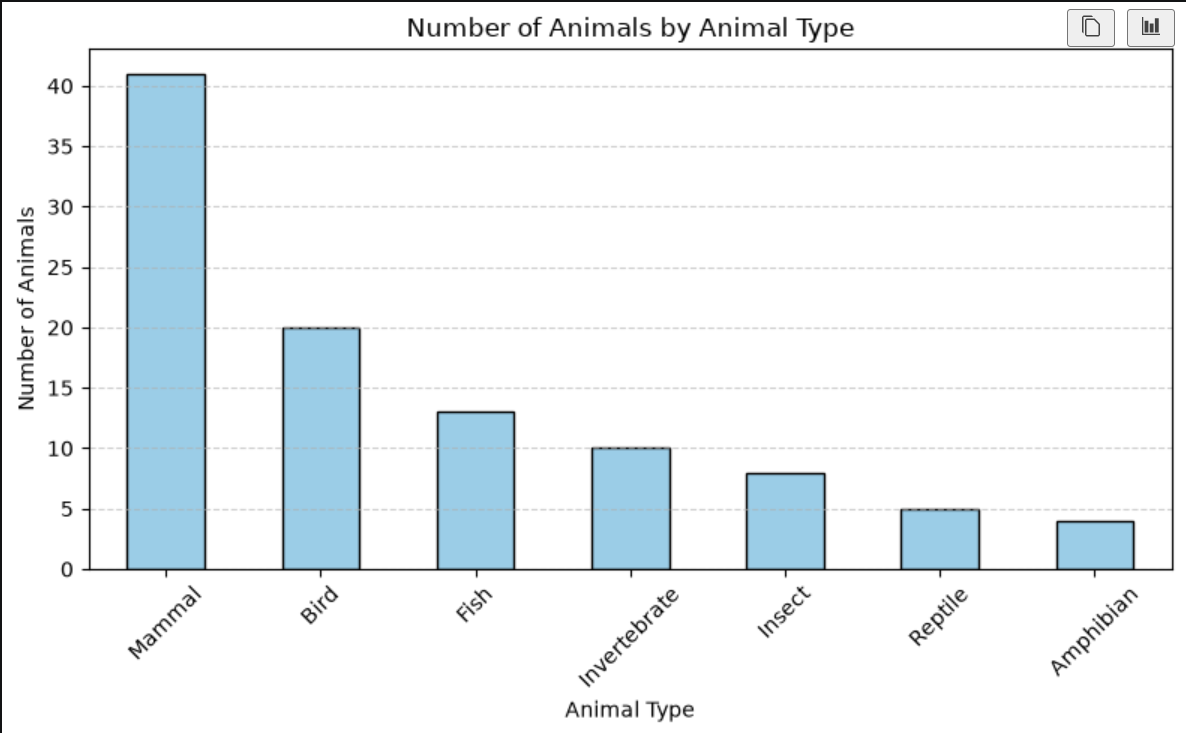 Number of Animals by Animal Type
Number of Animals
40
35
30
25
20
15
10
5
0
Mammal
Bird
Fish
Invertebrate
Insect
Reptile
Amphibian
Animal Type